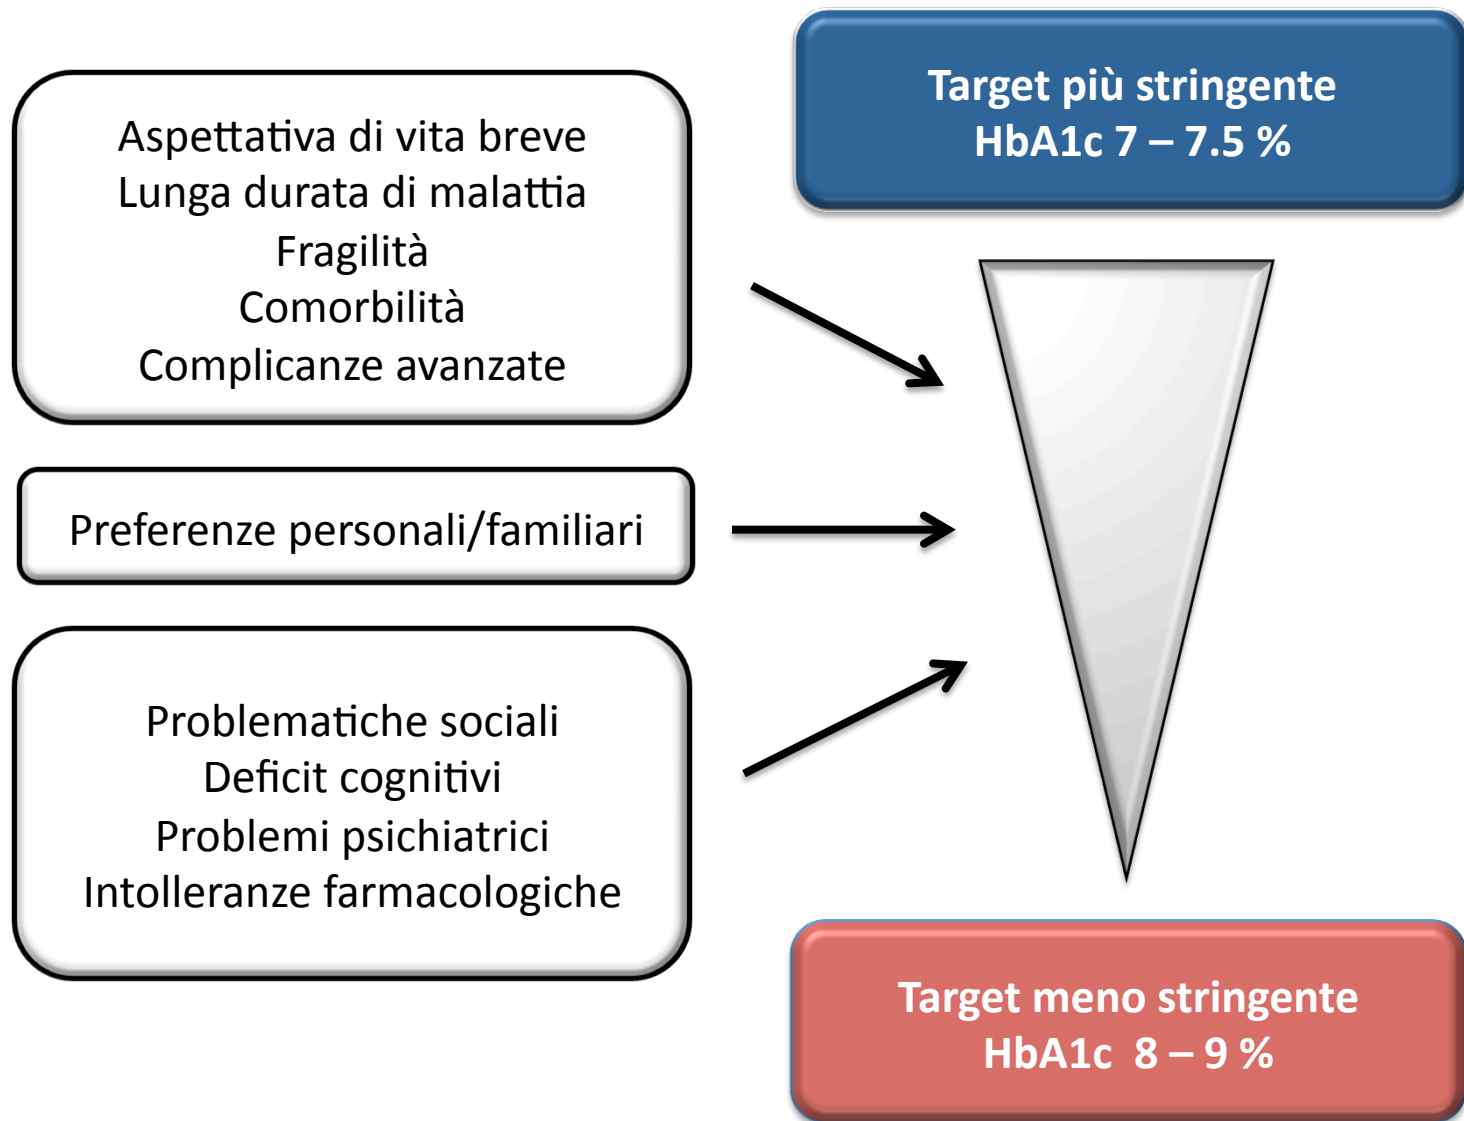 Aspettativa di vita breve
Lunga durata di malattia
Fragilità
Comorbilità
Complicanze avanzate
Preferenze personali/familiari
Problematiche sociali
Deficit cognitivi
Problemi psichiatrici
Intolleranze farmacologiche
Target più stringente
HbA1c 7 – 7.5 %
Target meno stringente
HbA1c 8 – 9 %